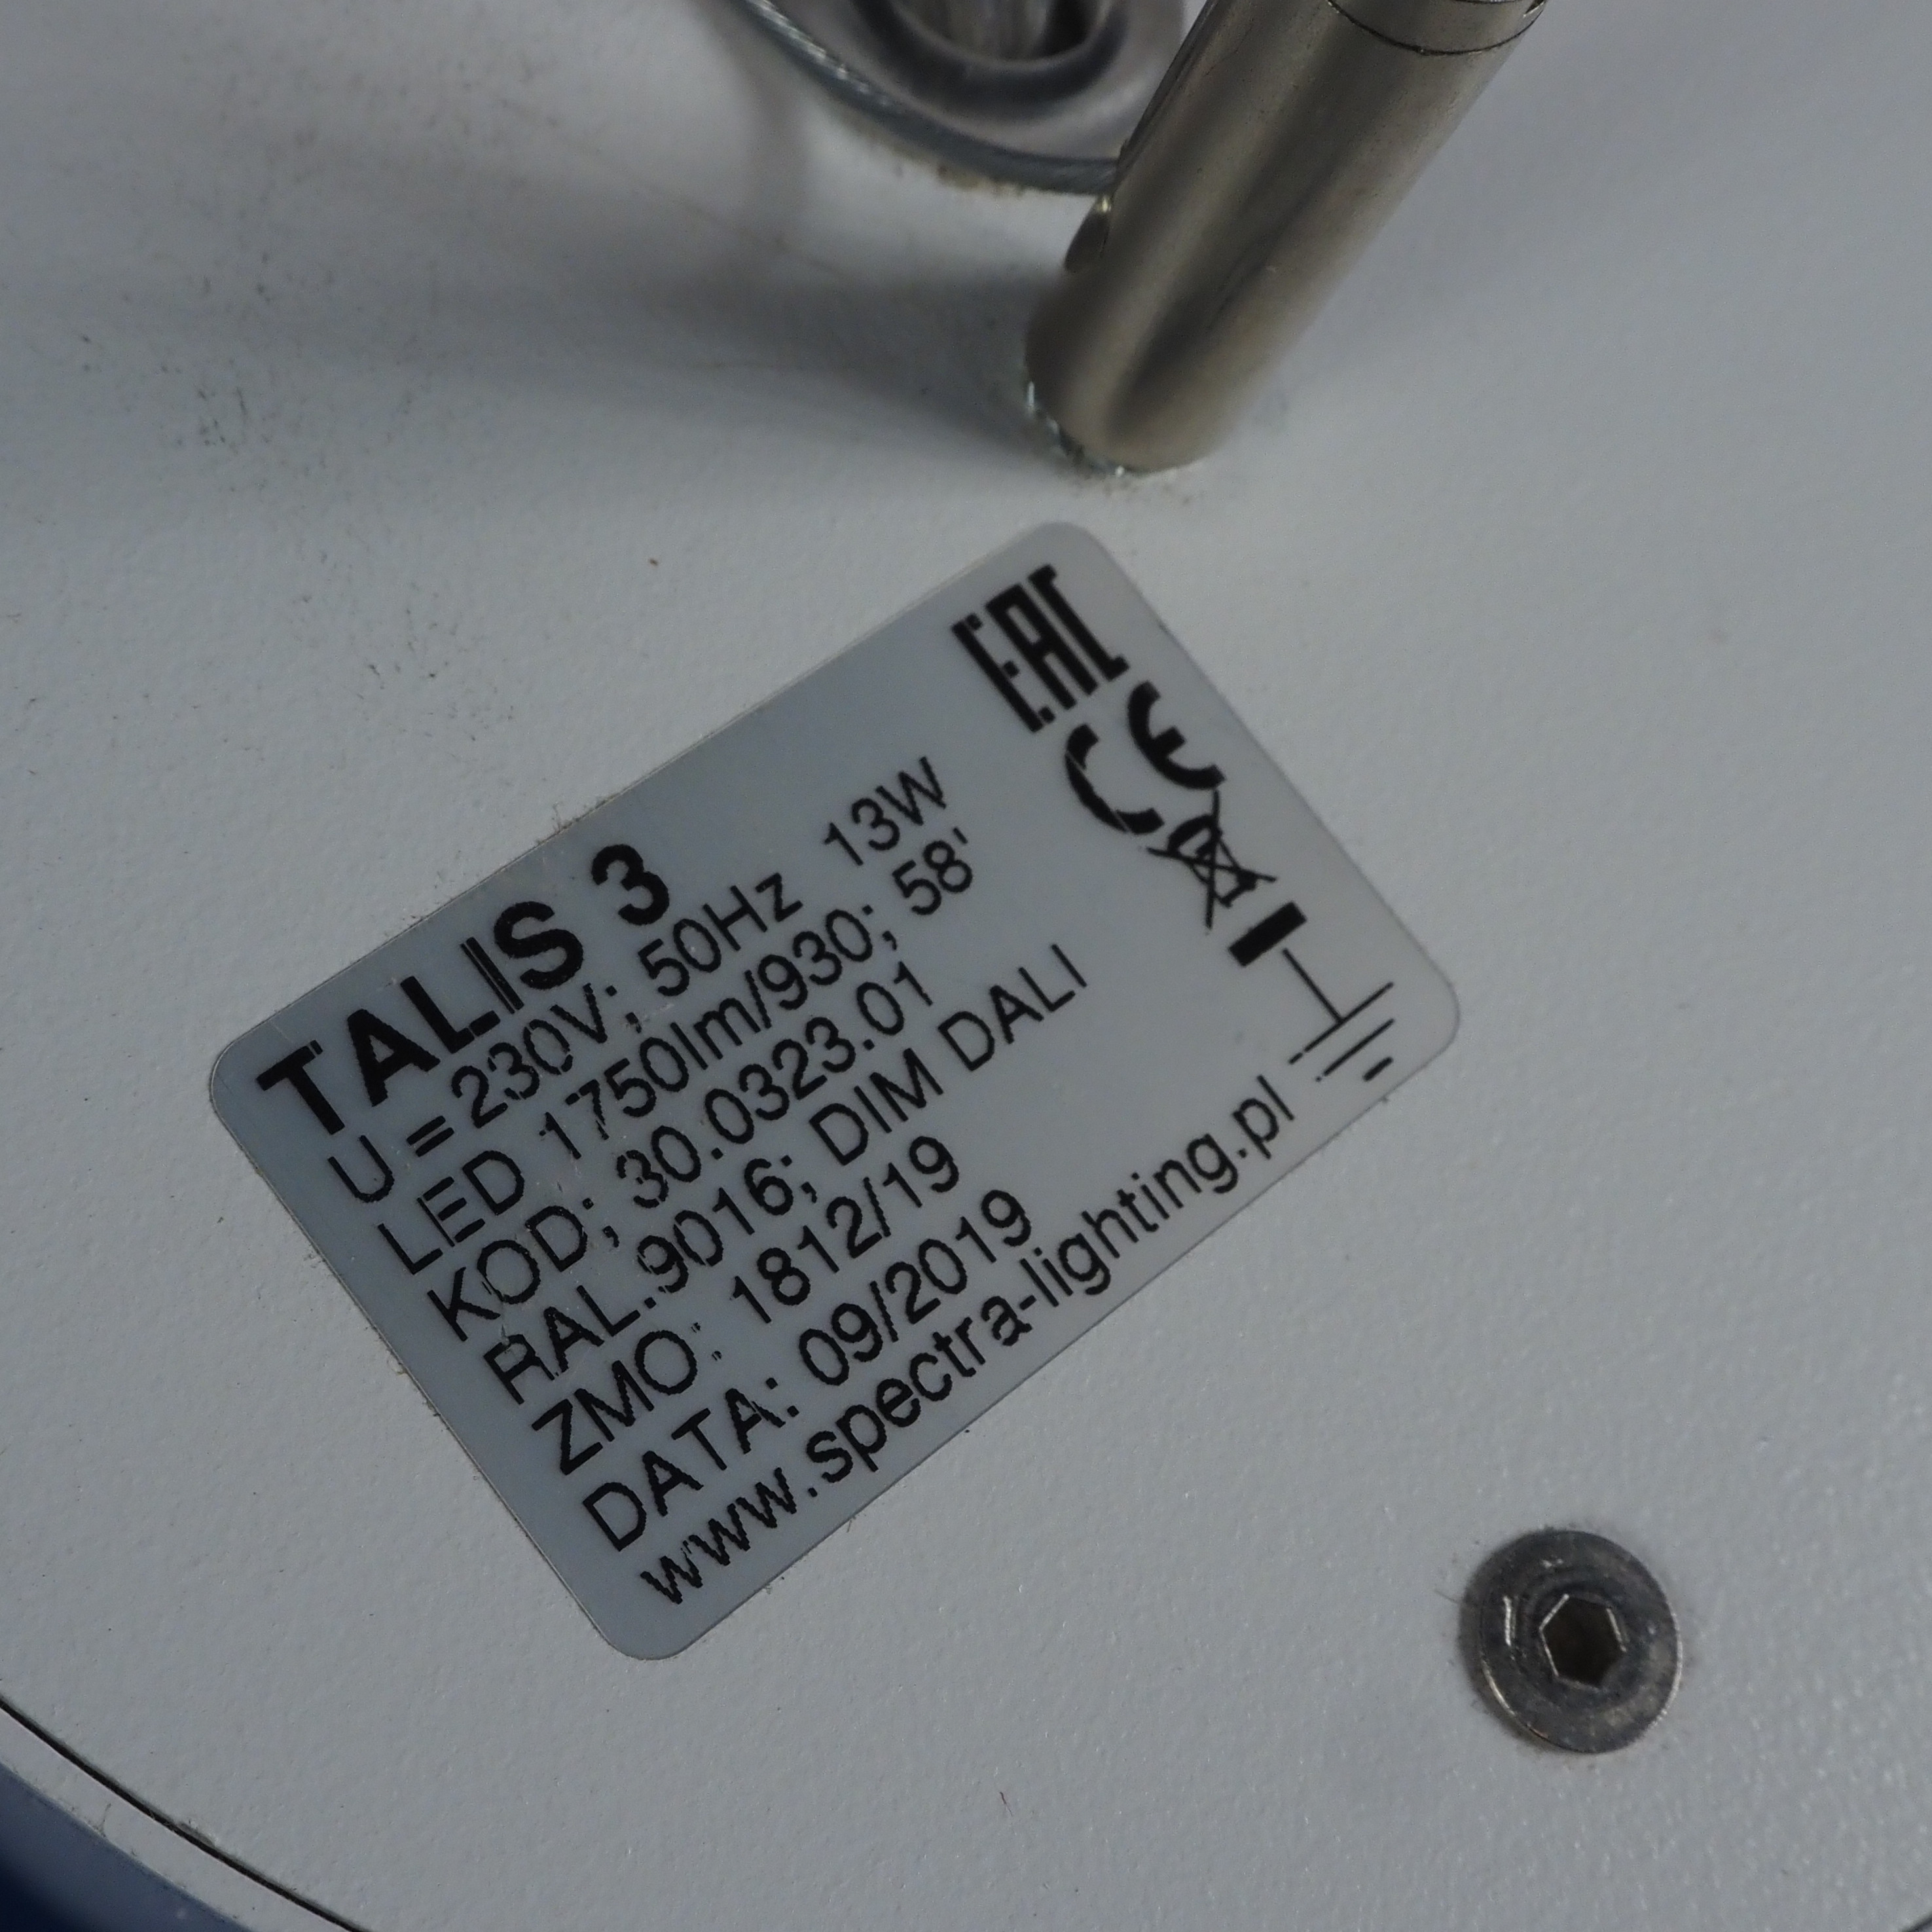 TALIS 3
U = 230V; 50Hz 13W
LED 1750lm/930; 58'
KOD; 30.0323.01
RAL.9016; DIM DALI
ZMO: 1812/19
DATA: 09/2019
www.spectra-lighting.pl
EAC
CE